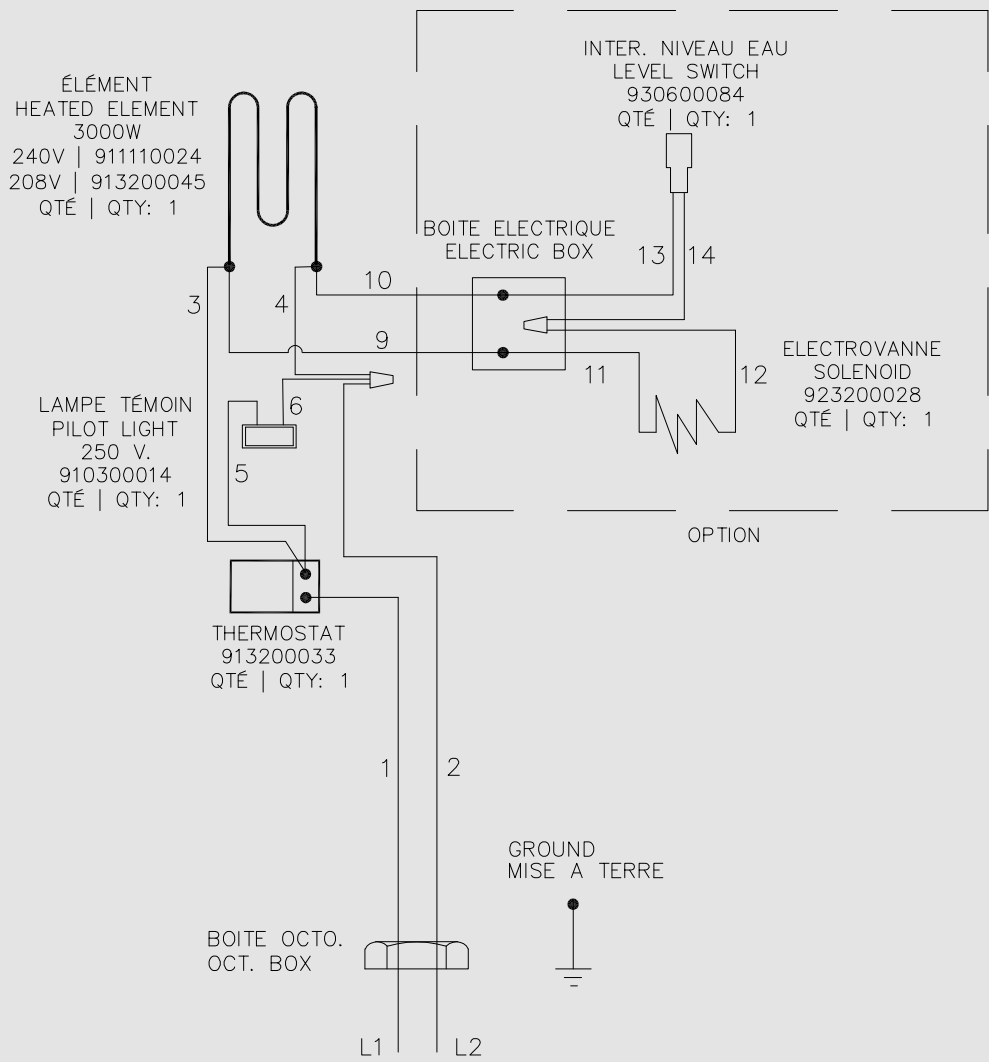 INTER. NIVEAU EAU
LEVEL SWITCH
930600084
QTÉ | QTY: 1
ÉLÉMENT
HEATED ELEMENT
3000W
240V | 911110024
208V | 913200045
QTÉ | QTY: 1
BOITE ELECTRIQUE
ELECTRIC BOX
13
14
10
3
4
9
11
12
ELECTROVANNE
SOLENOID
923200028
QTÉ | QTY: 1
LAMPE TÉMOIN
PILOT LIGHT
250 V.
910300014
QTÉ | QTY: 1
6
5
OPTION
THERMOSTAT
913200033
QTÉ | QTY: 1
1
2
GROUND
MISE A TERRE
BOITE OCTO.
OCT. BOX
L1
L2